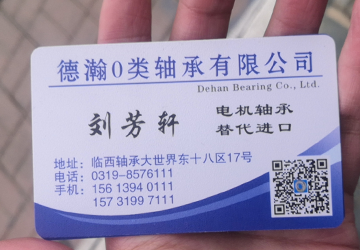 德瀚0类轴承有限公司
Dehan Bearing Co., Ltd.
刘芳轩
电机轴承
替代进口
地址：临西轴承大世界东十八区17号
电话：0319-8576111
手机：156 1394 0111
157 3199 7111